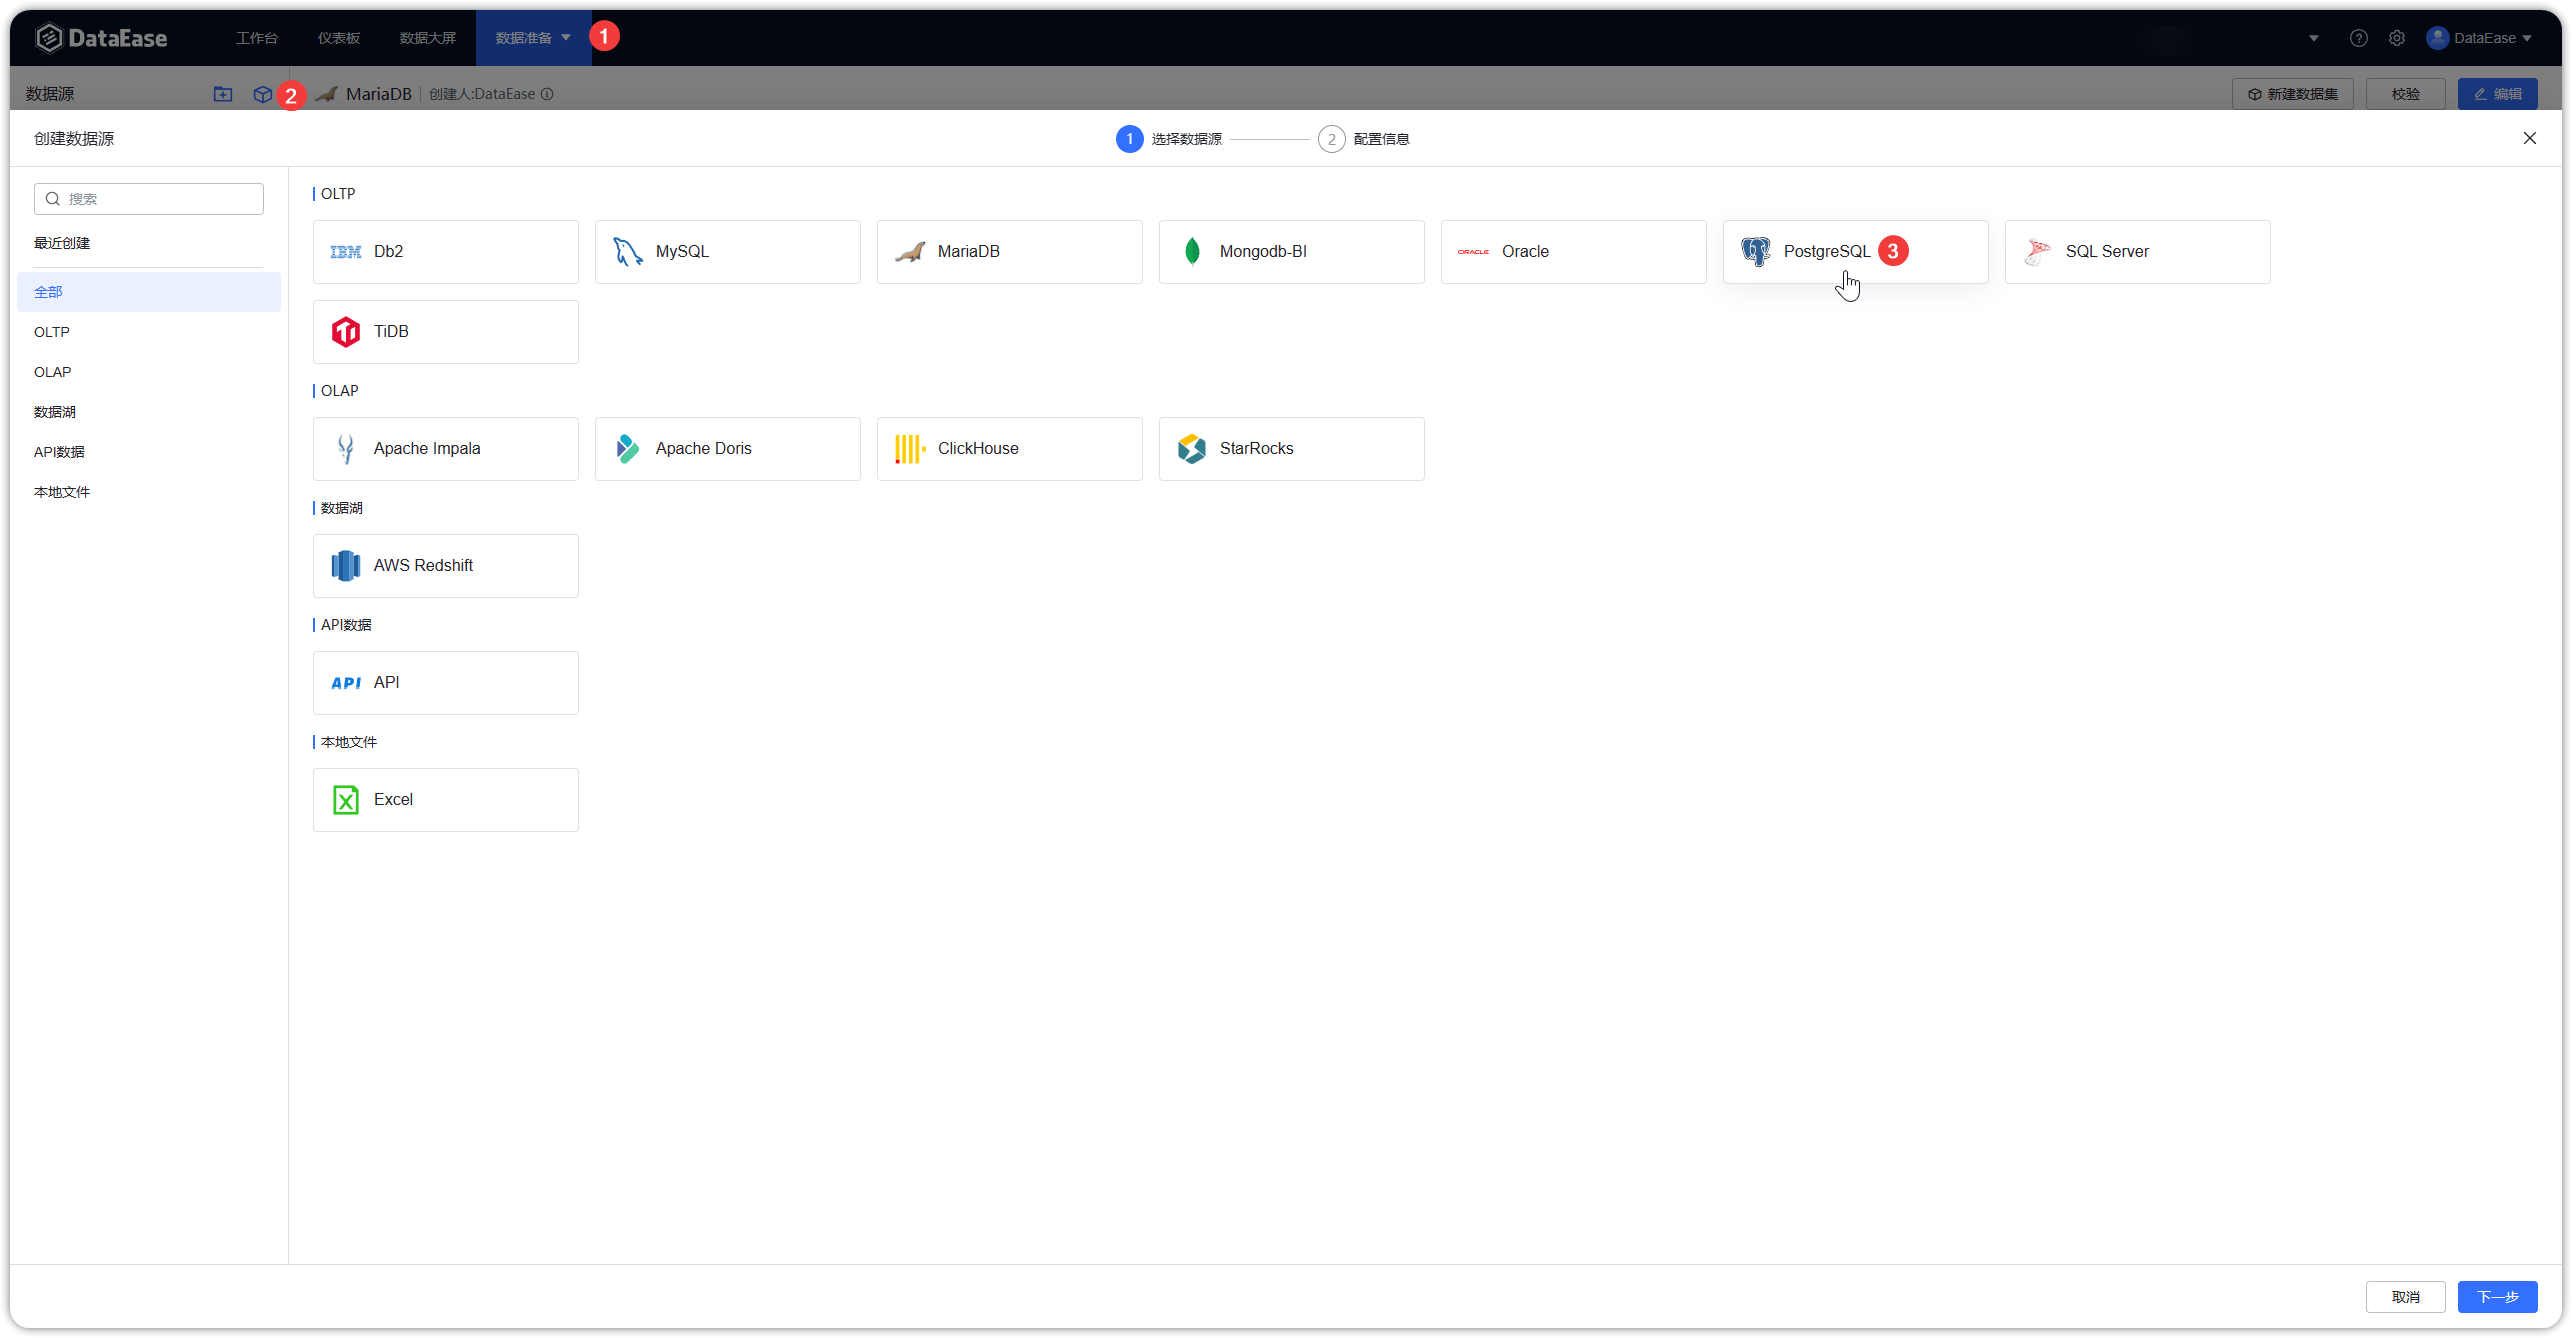 DataEase 工作台 仪表板 数据大屏 数据准备 1 DataEase
数据源 2 MariaDB 创建人:DataEase 新建数据集 校验 编辑
创建数据源 1 选择数据源 2 配置信息
搜索
最近创建
全部
OLTP
OLAP
数据湖
API数据
本地文件
OLTP
IBM Db2 MySQL MariaDB Mongodb-BI ORACLE Oracle PostgreSQL 3 SQL Server
TiDB
OLAP
Apache Impala Apache Doris ClickHouse StarRocks
数据湖
AWS Redshift
API数据
API API
本地文件
Excel
取消 下一步